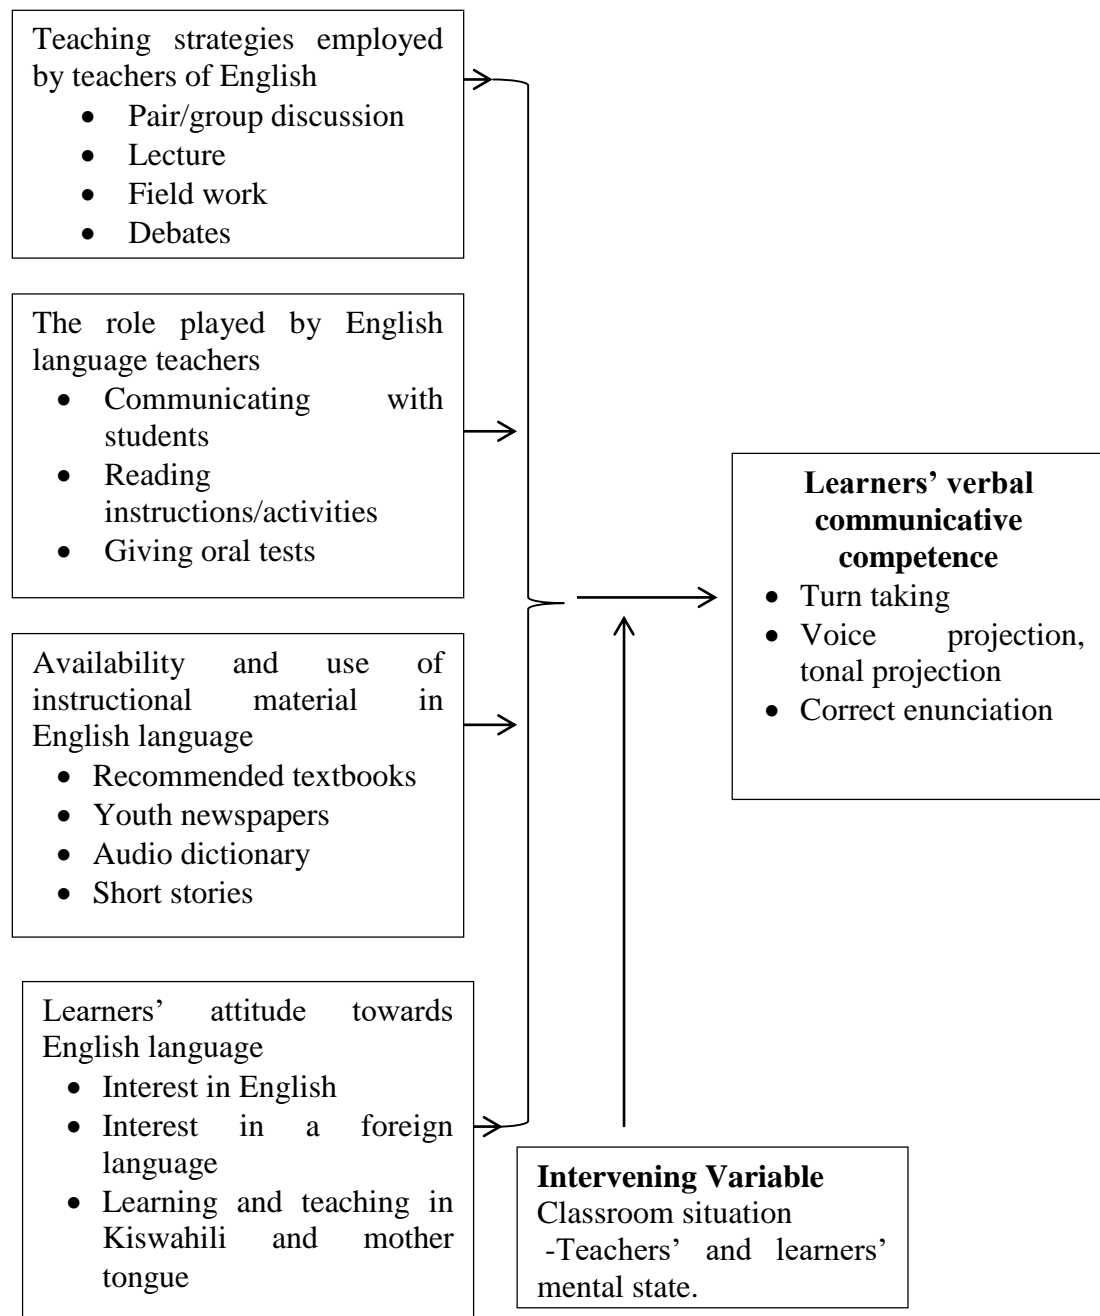 Teaching strategies employed
by teachers of English
• Pair/group discussion
• Lecture
• Field work
• Debates
The role played by English
language teachers
• Communicating with
students
• Reading
instructions/activities
• Giving oral tests
Availability and use of
instructional material in
English language
• Recommended textbooks
• Youth newspapers
• Audio dictionary
• Short stories
Learners’ attitude towards
English language
• Interest in English
• Interest in a foreign
language
• Learning and teaching in
Kiswahili and mother
tongue
Intervening Variable
Classroom situation
-Teachers’ and learners’
mental state.
Learners’ verbal
communicative
competence
• Turn taking
• Voice projection,
tonal projection
• Correct enunciation